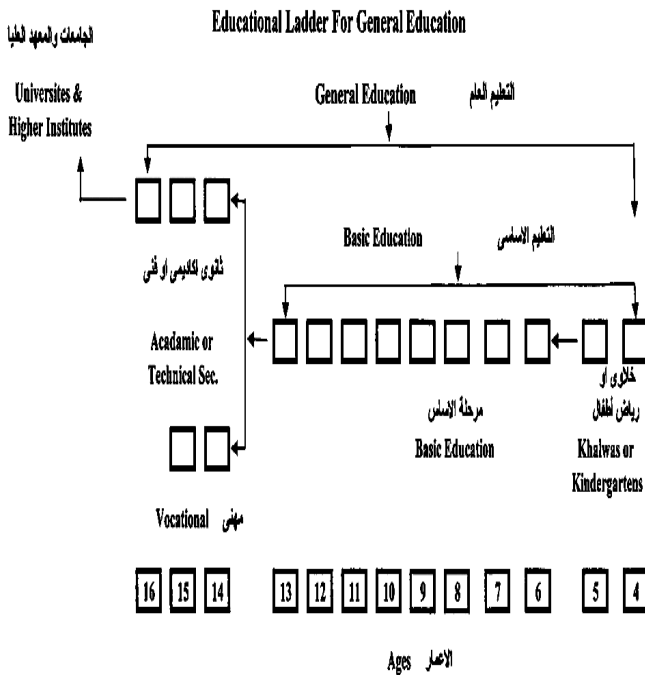 Educational Ladder For General Education
الجامعات والمعهد العليا
Universites &
Higher Institutes
General Education التعليم العلم
Basic Education التعليم الاساسى
ثانوى اكاديمى او فنى
Acadamic or
Technical Sec.
خلاوى او
رياض أطفال
Khalwas or
Kindergartens
مرحلة الاساس
Basic Education
Vocational مهنى
16 15 14 13 12 11 10 9 8 7 6 5 4
Ages الاعمار